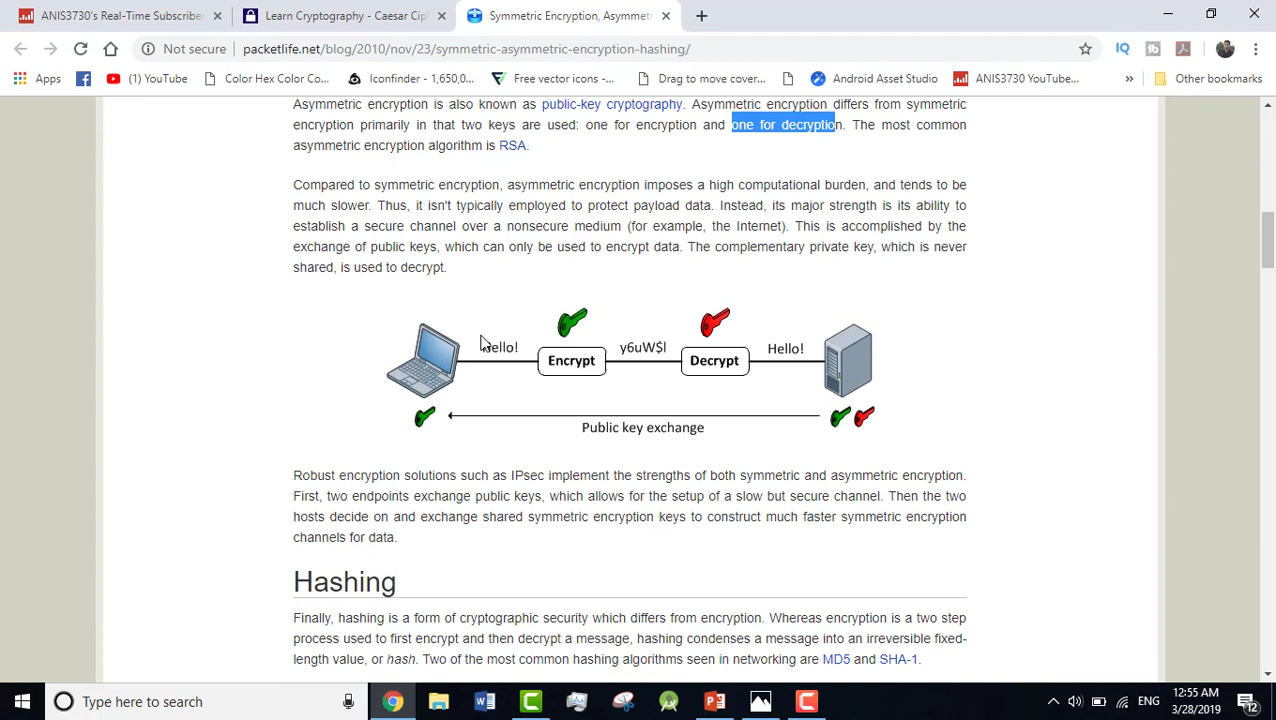 ANIS3730's Real-Time Subscribe
Learn Cryptography - Caesar Cip
Symmetric Encryption, Asymmet
Not secure
packetlife.net/blog/2010/nov/23/symmetric-asymmetric-encryption-hashing/
Apps
(1) YouTube
Color Hex Color Co...
Iconfinder - 1,650,0...
Free vector icons -...
Drag to move cover...
Android Asset Studio
ANIS3730 YouTube...
»
Other bookmarks
Asymmetric encryption is also known as public-key cryptography. Asymmetric encryption differs from symmetric
encryption primarily in that two keys are used: one for encryption and one for decryption. The most common
asymmetric encryption algorithm is RSA.
Compared to symmetric encryption, asymmetric encryption imposes a high computational burden, and tends to be
much slower. Thus, it isn't typically employed to protect payload data. Instead, its major strength is its ability to
establish a secure channel over a nonsecure medium (for example, the Internet). This is accomplished by the
exchange of public keys, which can only be used to encrypt data. The complementary private key, which is never
shared, is used to decrypt.
Hello!
Encrypt
y6uW$l
Decrypt
Hello!
Public key exchange
Robust encryption solutions such as IPsec implement the strengths of both symmetric and asymmetric encryption.
First, two endpoints exchange public keys, which allows for the setup of a slow but secure channel. Then the two
hosts decide on and exchange shared symmetric encryption keys to construct much faster symmetric encryption
channels for data.
Hashing
Finally, hashing is a form of cryptographic security which differs from encryption. Whereas encryption is a two step
process used to first encrypt and then decrypt a message, hashing condenses a message into an irreversible fixed-
length value, or hash. Two of the most common hashing algorithms seen in networking are MD5 and SHA-1.
Type here to search
ENG
12:55 AM
3/28/2019
12